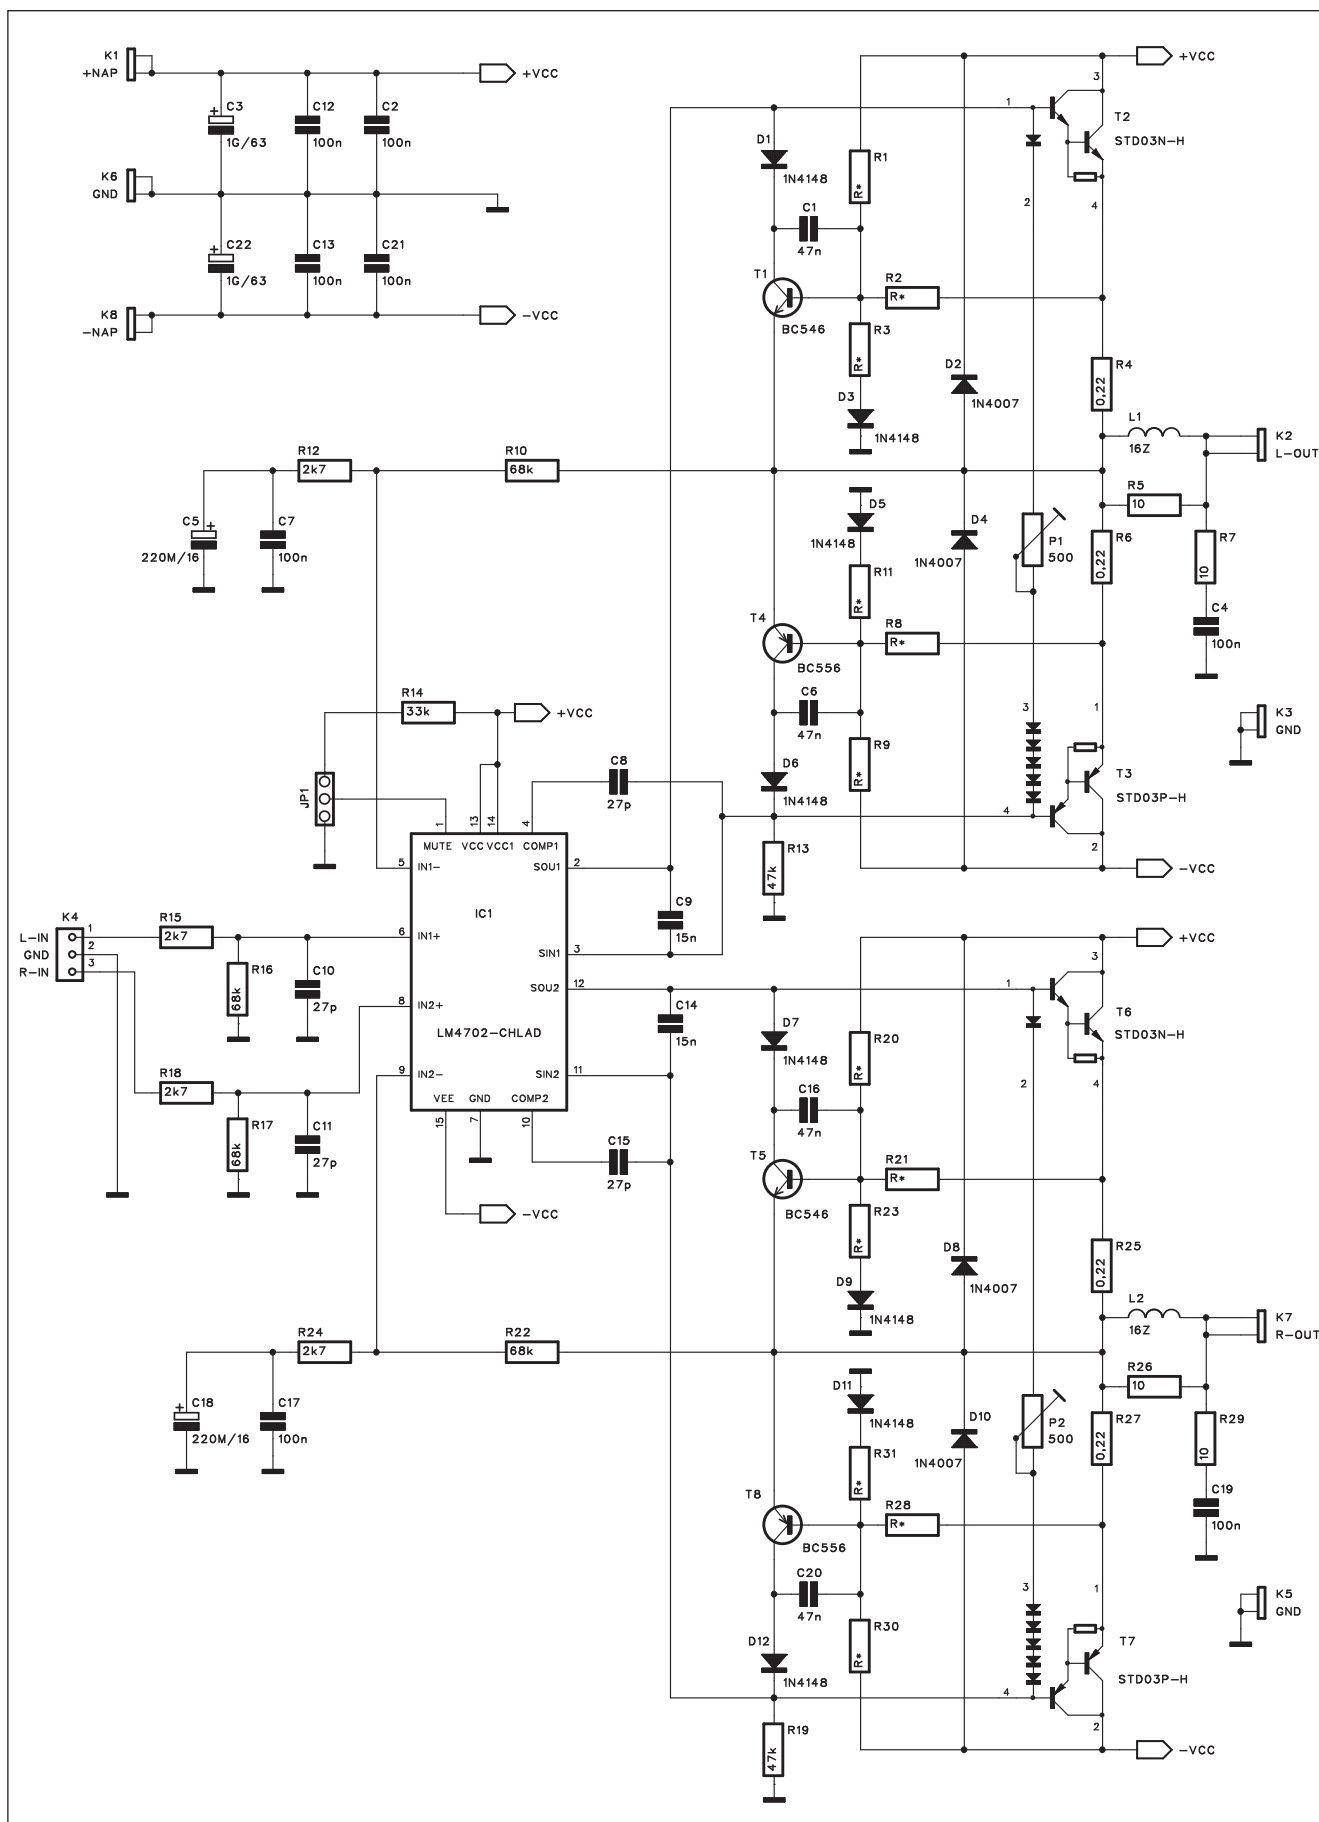 K1
+NAP
+VCC
C3
1G/63
C12
100n
C2
100n
K6
GND
C22
1G/63
C13
100n
C21
100n
K8
-NAP
-VCC
+VCC
3
1
T2
STD03N-H
D1
1N4148
R1
R*
2
4
C1
47n
T1
BC546
R2
R*
R3
R*
D2
1N4007
R4
0,22
D3
1N4148
L1
16Z
K2
L-OUT
R12
2k7
R10
68k
R5
10
C5
220M/16
C7
100n
D5
1N4148
D4
1N4007
P1
500
R6
0,22
R7
10
R11
R*
T4
BC556
R8
R*
C4
100n
R14
33k
+VCC
C6
47n
3
1
K3
GND
R9
R*
JP1
C8
27p
D6
1N4148
T3
STD03P-H
4
2
1
13
14
4
MUTE
VCC
VCC1
COMP1
R13
47k
-VCC
5
IN1-
SOU1
2
IC1
C9
15n
K4
L-IN
1
GND
2
R-IN
3
R15
2k7
6
IN1+
SIN1
3
+VCC
3
R16
68k
C10
27p
8
IN2+
SOU2
12
C14
15n
1
T6
STD03N-H
LM4702-CHLAD
D7
1N4148
R20
R*
R18
2k7
9
IN2-
SIN2
11
2
4
VEE
GND
COMP2
15
7
10
C16
47n
R17
68k
C11
27p
C15
27p
T5
BC546
R21
R*
-VCC
R23
R*
D8
1N4007
R25
0,22
D9
1N4148
L2
16Z
K7
R-OUT
R24
2k7
R22
68k
R26
10
C18
220M/16
C17
100n
D11
1N4148
D10
1N4007
P2
500
R27
0,22
R29
10
R31
R*
T8
BC556
R28
R*
C19
100n
C20
47n
3
1
K5
GND
R30
R*
D12
1N4148
T7
STD03P-H
4
2
R19
47k
-VCC